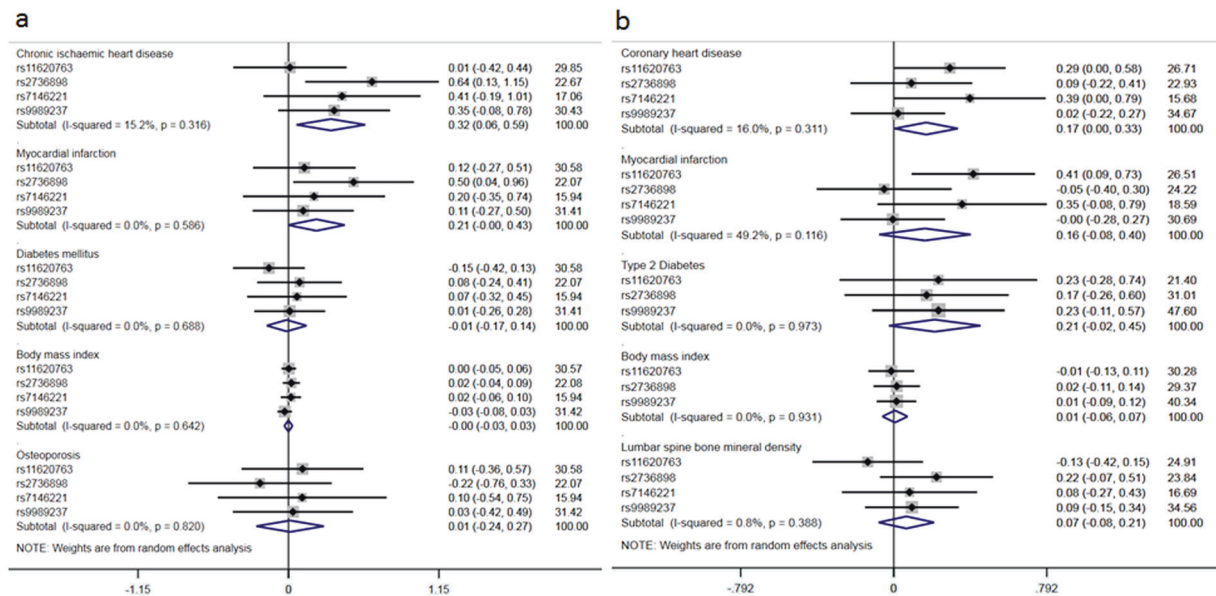 a
Chronic ischaemic heart disease
rs11620763 0.01 (-0.42, 0.44) 29.85
rs2736898 0.64 (0.13, 1.15) 22.67
rs7146221 0.41 (-0.19, 1.01) 17.06
rs9989237 0.35 (-0.08, 0.78) 30.43
Subtotal (I-squared = 15.2%, p = 0.316) 0.32 (0.06, 0.59) 100.00
.
Myocardial infarction
rs11620763 0.12 (-0.27, 0.51) 30.58
rs2736898 0.50 (0.04, 0.96) 22.07
rs7146221 0.20 (-0.35, 0.74) 15.94
rs9989237 0.11 (-0.27, 0.50) 31.41
Subtotal (I-squared = 0.0%, p = 0.586) 0.21 (-0.00, 0.43) 100.00
.
Diabetes mellitus
rs11620763 -0.15 (-0.42, 0.13) 30.58
rs2736898 0.08 (-0.24, 0.41) 22.07
rs7146221 0.07 (-0.32, 0.45) 15.94
rs9989237 0.01 (-0.26, 0.28) 31.41
Subtotal (I-squared = 0.0%, p = 0.688) -0.01 (-0.17, 0.14) 100.00
.
Body mass index
rs11620763 0.00 (-0.05, 0.06) 30.57
rs2736898 0.02 (-0.04, 0.09) 22.08
rs7146221 0.02 (-0.06, 0.10) 15.94
rs9989237 -0.03 (-0.08, 0.03) 31.42
Subtotal (I-squared = 0.0%, p = 0.642) -0.00 (-0.03, 0.03) 100.00
.
Osteoporosis
rs11620763 0.11 (-0.36, 0.57) 30.58
rs2736898 -0.22 (-0.76, 0.33) 22.07
rs7146221 0.10 (-0.54, 0.75) 15.94
rs9989237 0.03 (-0.42, 0.49) 31.42
Subtotal (I-squared = 0.0%, p = 0.820) 0.01 (-0.24, 0.27) 100.00
NOTE: Weights are from random effects analysis
-1.15 0 1.15
b
Coronary heart disease
rs11620763 0.29 (0.00, 0.58) 26.71
rs2736898 0.09 (-0.22, 0.41) 22.93
rs7146221 0.39 (0.00, 0.79) 15.68
rs9989237 0.02 (-0.22, 0.27) 34.67
Subtotal (I-squared = 16.0%, p = 0.311) 0.17 (0.00, 0.33) 100.00
.
Myocardial infarction
rs11620763 0.41 (0.09, 0.73) 26.51
rs2736898 -0.05 (-0.40, 0.30) 24.22
rs7146221 0.35 (-0.08, 0.79) 18.59
rs9989237 -0.00 (-0.28, 0.27) 30.69
Subtotal (I-squared = 49.2%, p = 0.116) 0.16 (-0.08, 0.40) 100.00
.
Type 2 Diabetes
rs11620763 0.23 (-0.28, 0.74) 21.40
rs2736898 0.17 (-0.26, 0.60) 31.01
rs9989237 0.23 (-0.11, 0.57) 47.60
Subtotal (I-squared = 0.0%, p = 0.973) 0.21 (-0.02, 0.45) 100.00
.
Body mass index
rs11620763 -0.01 (-0.13, 0.11) 30.28
rs2736898 0.02 (-0.11, 0.14) 29.37
rs9989237 0.01 (-0.09, 0.12) 40.34
Subtotal (I-squared = 0.0%, p = 0.931) 0.01 (-0.06, 0.07) 100.00
.
Lumbar spine bone mineral density
rs11620763 -0.13 (-0.42, 0.15) 24.91
rs2736898 0.22 (-0.07, 0.51) 23.84
rs7146221 0.08 (-0.27, 0.43) 16.69
rs9989237 0.09 (-0.15, 0.34) 34.56
Subtotal (I-squared = 0.8%, p = 0.388) 0.07 (-0.08, 0.21) 100.00
NOTE: Weights are from random effects analysis
-.792 0 .792